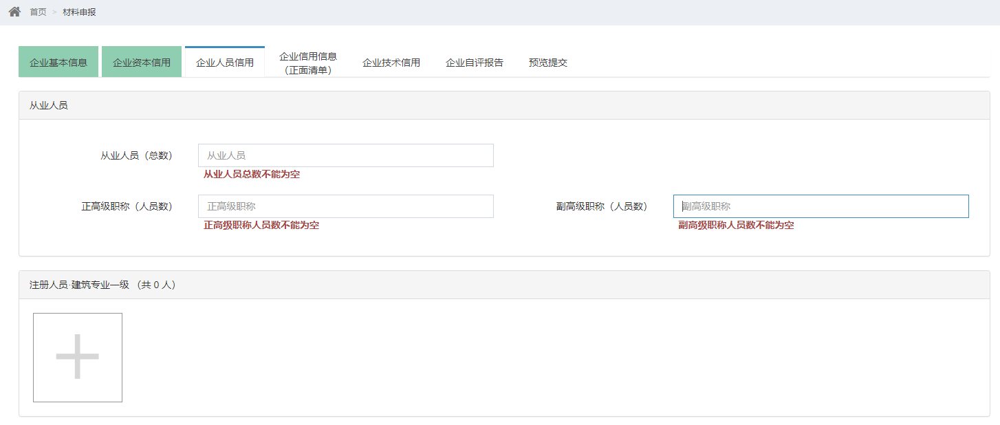 首页 > 材料申报
企业基本信息 企业资本信用 企业人员信用 企业信用信息（正面清单） 企业技术信用 企业自评报告 预览提交
从业人员
从业人员（总数） 从业人员
从业人员总数不能为空
正高级职称（人员数） 正高级职称 副高级职称（人员数） 副高级职称
正高级职称人员数不能为空 副高级职称人员数不能为空
注册人员·建筑专业一级 （共 0 人）